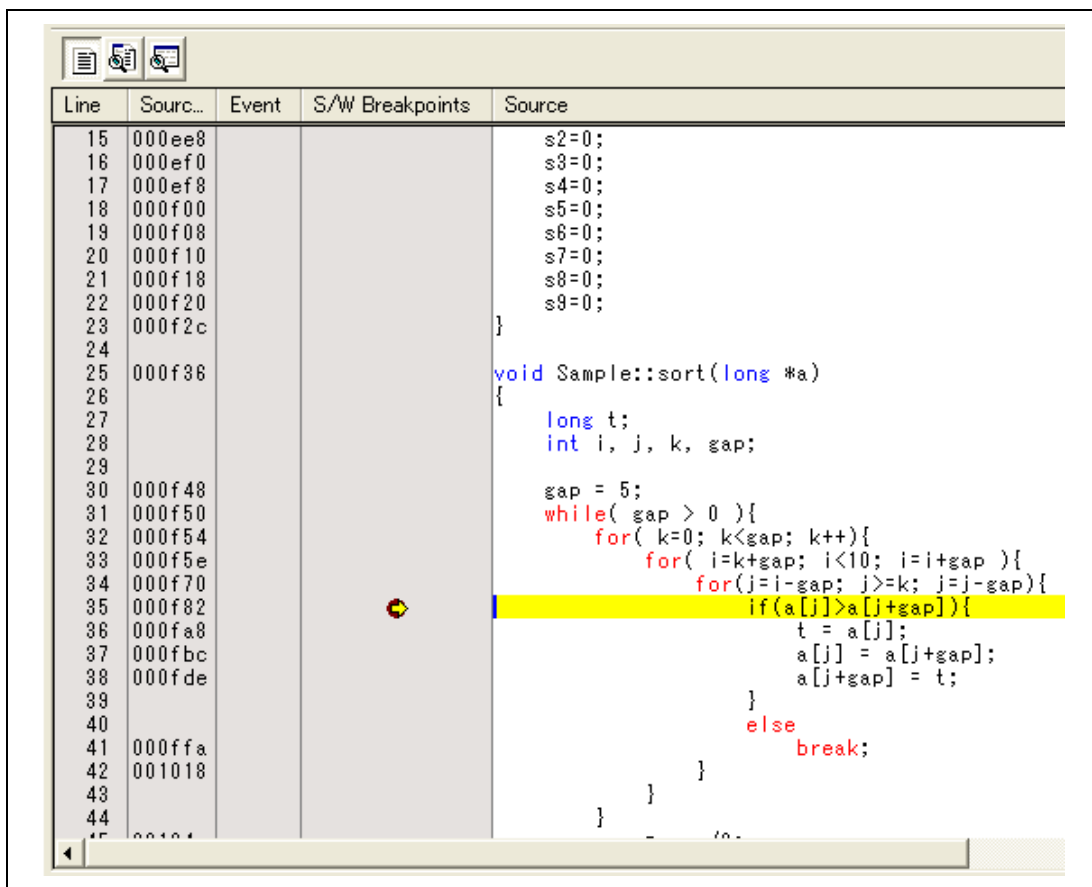 Line Sourc... Event S/W Breakpoints Source
15 000ee8 s2=0;
16 000ef0 s3=0;
17 000ef8 s4=0;
18 000f00 s5=0;
19 000f08 s6=0;
20 000f10 s7=0;
21 000f18 s8=0;
22 000f20 s9=0;
23 000f2c }
24
25 000f36 void Sample::sort(long *a)
26 {
27 long t;
28 int i, j, k, gap;
29
30 000f48 gap = 5;
31 000f50 while( gap > 0 ){
32 000f54 for( k=0; k<gap; k++){
33 000f5e for( i=k+gap; i<10; i=i+gap ){
34 000f70 for(j=i-gap; j>=k; j=j-gap){
35 000f82 if(a[j]>a[j+gap]){
36 000fa8 t = a[j];
37 000fbc a[j] = a[j+gap];
38 000fde a[j+gap] = t;
39 }
40 else
41 000ffa break;
42 001018 }
43 }
44 }